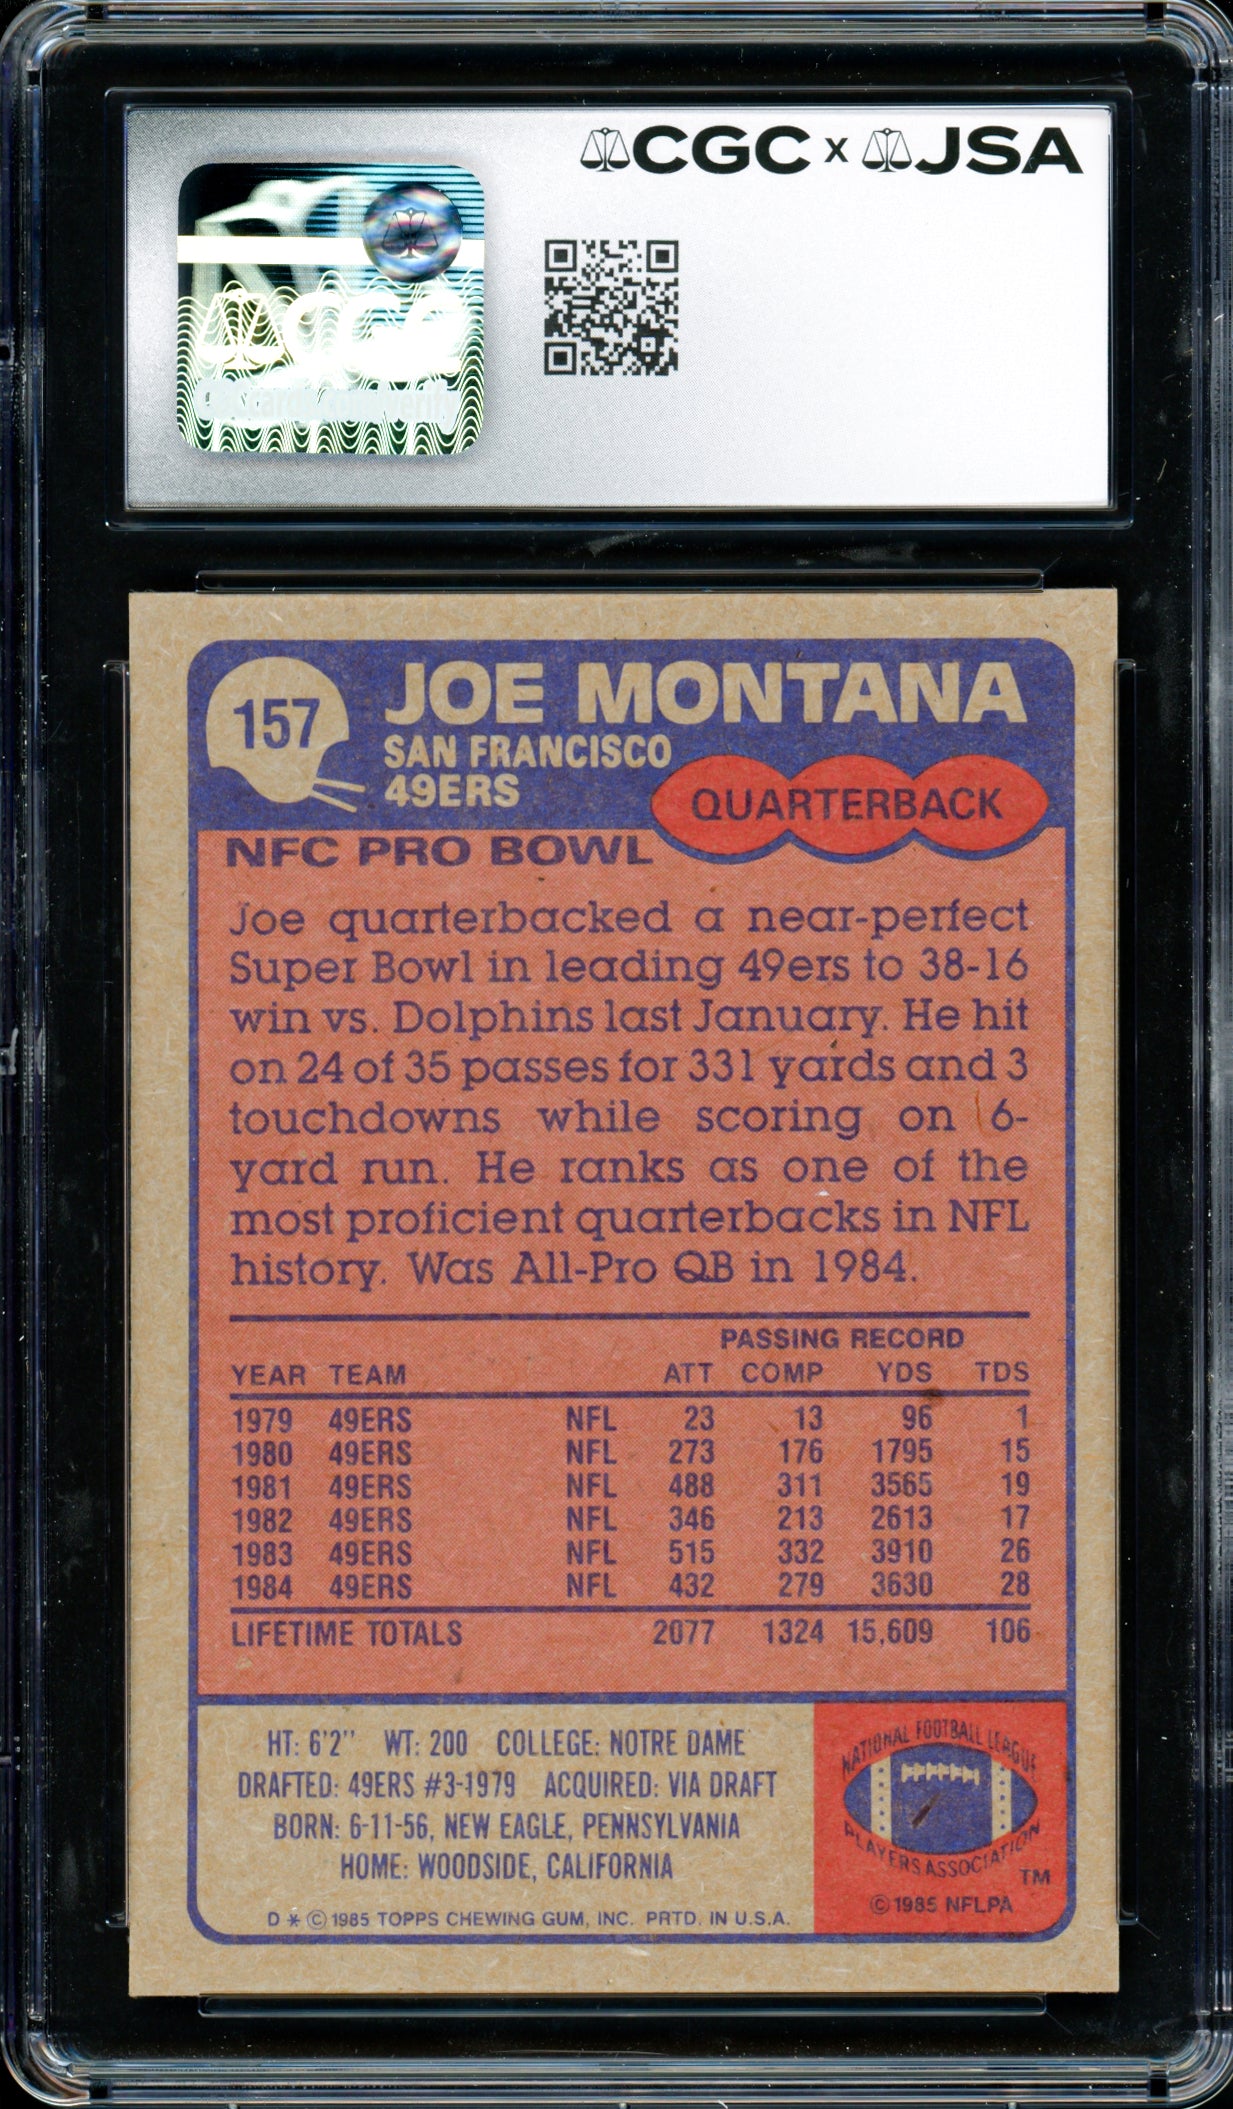 CGC x JSA
CGC
cgccards.com/verify
157
JOE MONTANA
SAN FRANCISCO
49ERS
QUARTERBACK
NFC PRO BOWL
Joe quarterbacked a near-perfect
Super Bowl in leading 49ers to 38-16
win vs. Dolphins last January. He hit
on 24 of 35 passes for 331 yards and 3
touchdowns while scoring on 6-
yard run. He ranks as one of the
most proficient quarterbacks in NFL
history. Was All-Pro QB in 1984.
PASSING RECORD
YEAR TEAM ATT COMP YDS TDS
1979 49ERS NFL 23 13 96 1
1980 49ERS NFL 273 176 1795 15
1981 49ERS NFL 488 311 3565 19
1982 49ERS NFL 346 213 2613 17
1983 49ERS NFL 515 332 3910 26
1984 49ERS NFL 432 279 3630 28
LIFETIME TOTALS 2077 1324 15,609 106
HT: 6'2" WT: 200 COLLEGE: NOTRE DAME
DRAFTED: 49ERS #3-1979 ACQUIRED: VIA DRAFT
BORN: 6-11-56, NEW EAGLE, PENNSYLVANIA
HOME: WOODSIDE, CALIFORNIA
D * © 1985 TOPPS CHEWING GUM, INC. PRTD. IN U.S.A.
NATIONAL FOOTBALL LEAGUE
PLAYERS ASSOCIATION
TM
© 1985 NFLPA